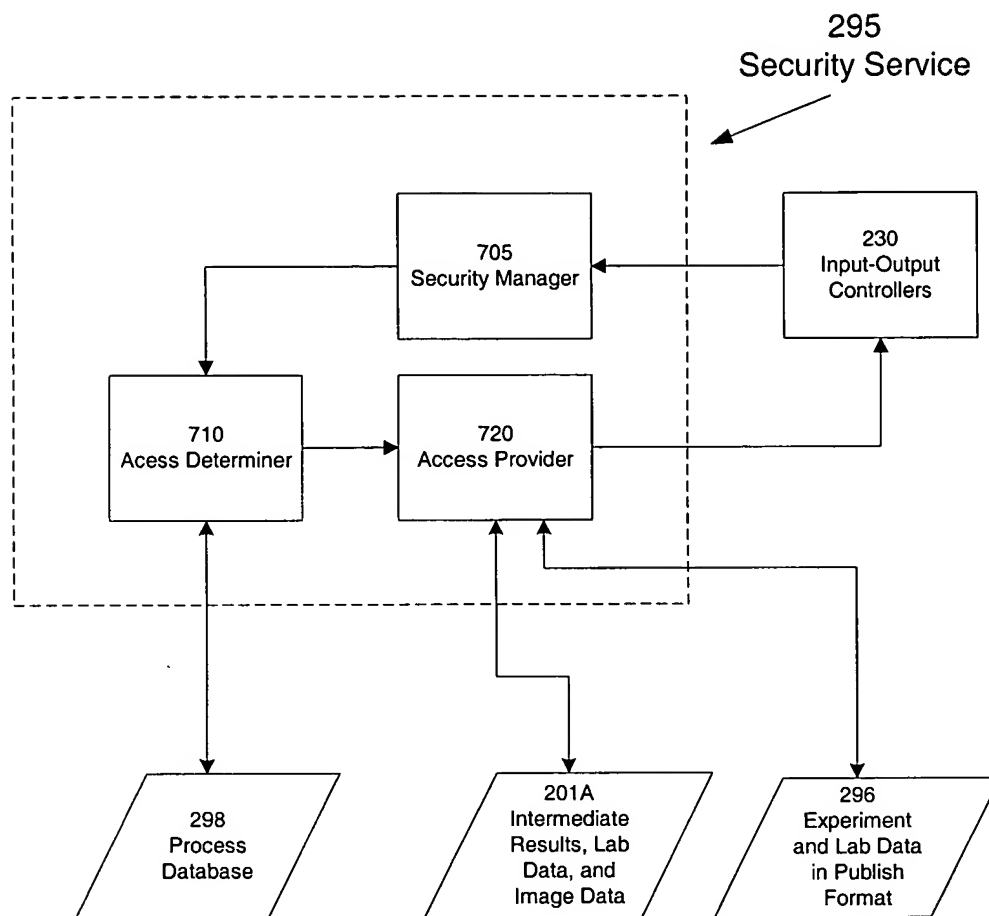 295
Security Service
705
Security Manager
230
Input-Output
Controllers
710
Acess Determiner
720
Access Provider
298
Process
Database
201A
Intermediate
Results, Lab
Data, and
Image Data
296
Experiment
and Lab Data
in Publish
Format